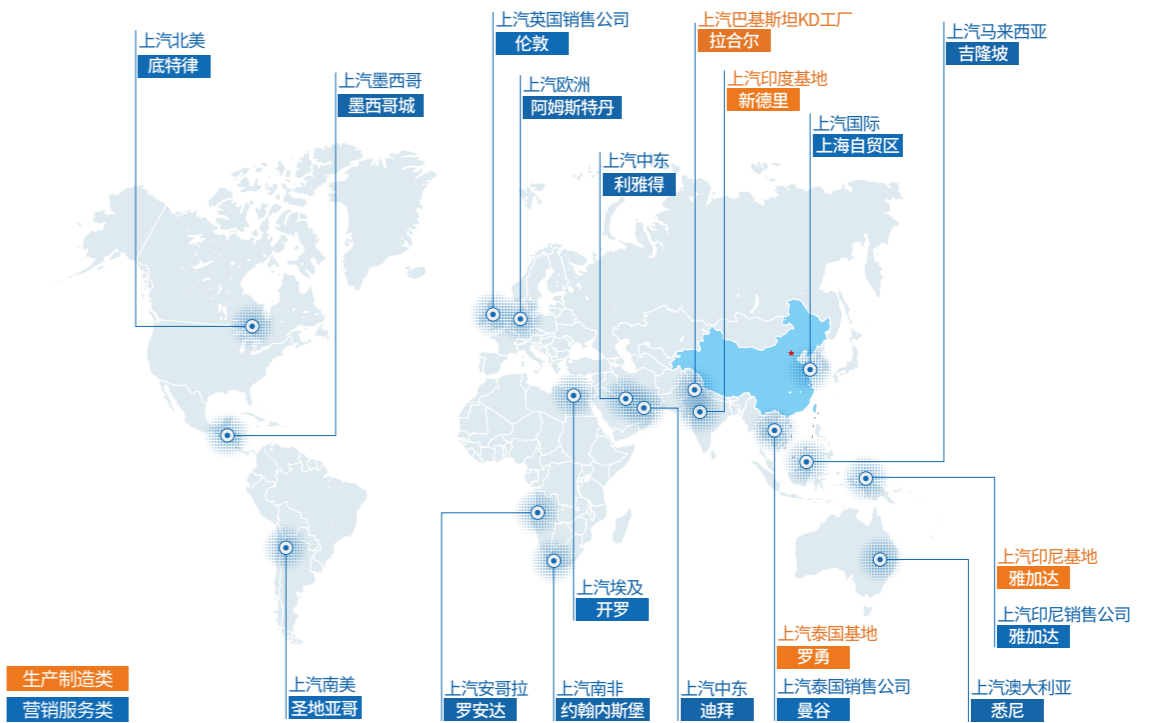 上汽北美
底特律
上汽墨西哥
墨西哥城
上汽英国销售公司
伦敦
上汽欧洲
阿姆斯特丹
上汽中东
利雅得
上汽巴基斯坦KD工厂
拉合尔
上汽印度基地
新德里
上汽国际
上海自贸区
上汽马来西亚
吉隆坡
上汽印尼基地
雅加达
上汽印尼销售公司
雅加达
上汽埃及
开罗
上汽泰国基地
罗勇
上汽泰国销售公司
曼谷
上汽南美
圣地亚哥
上汽安哥拉
罗安达
上汽南非
约翰内斯堡
上汽中东
迪拜
上汽澳大利亚
悉尼
生产制造类
营销服务类